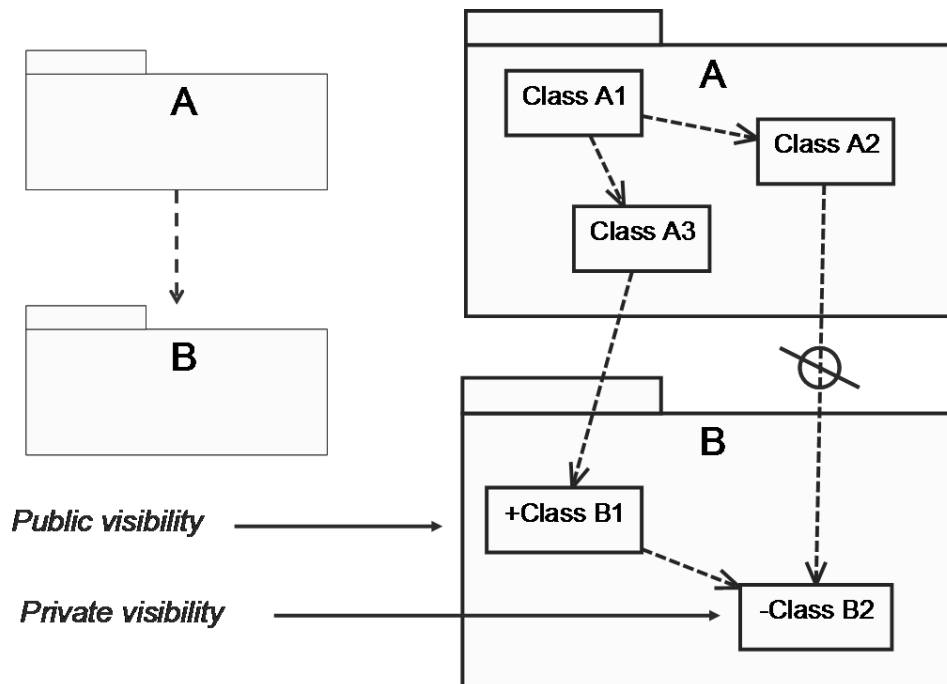 A
B
A
Class A1
Class A2
Class A3
B
+Class B1
-Class B2
Public visibility
Private visibility